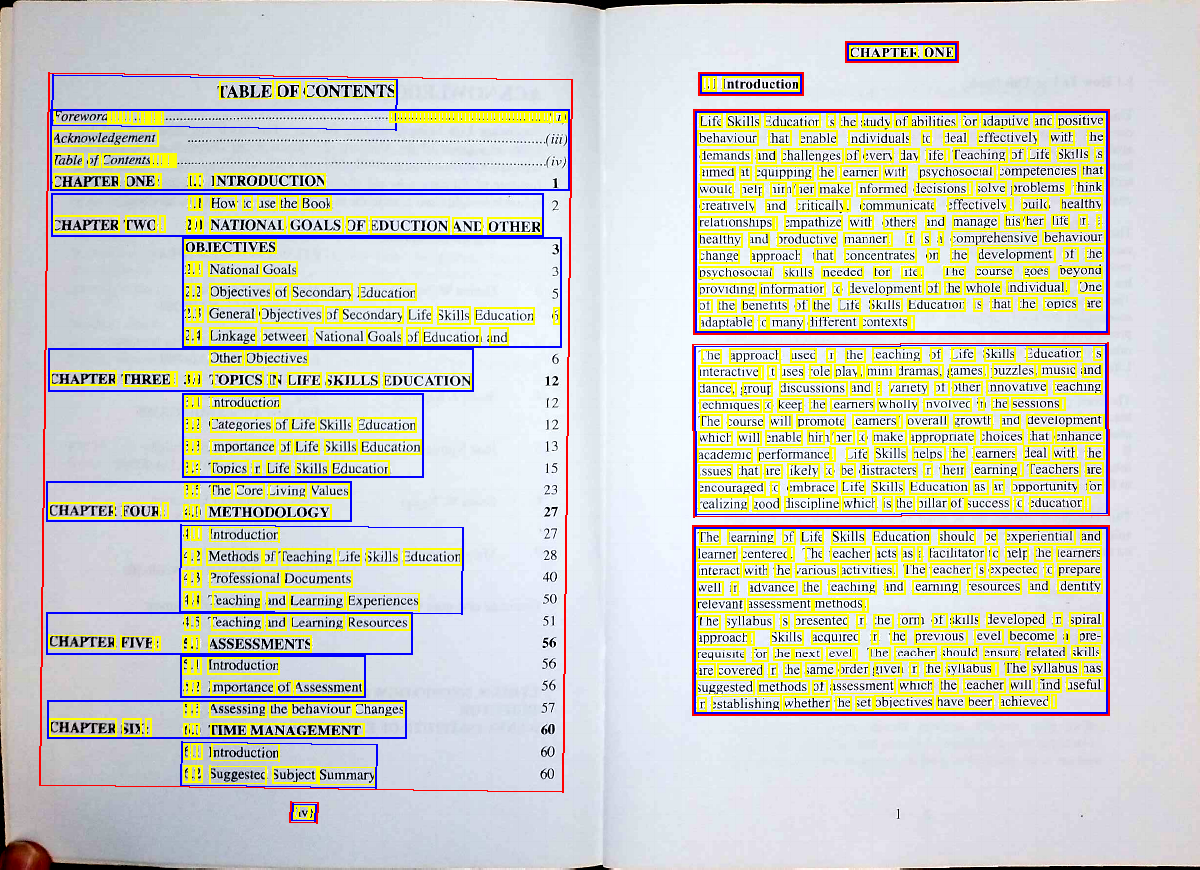 TABLE OF CONTENTS
Foreword ........................................ (i)
Acknowledgement ........................................(iii)
Table of Contents ........................................(iv)
CHAPTER ONE : 1.0 INTRODUCTION 1
1.1 How to use the Book 2
CHAPTER TWO : 2.0 NATIONAL GOALS OF EDUCTION AND OTHER
OBJECTIVES 3
2.1 National Goals 3
2.2 Objectives of Secondary Education 5
2.3 General Objectives of Secondary Life Skills Education 6
2.4 Linkage between National Goals of Education and
Other Objectives 6
CHAPTER THREE : 3.0 TOPICS IN LIFE SKILLS EDUCATION 12
3.1 Introduction 12
3.2 Categories of Life Skills Education 12
3.3 Importance of Life Skills Education 13
3.4 Topics in Life Skills Education 15
3.5 The Core Living Values 23
CHAPTER FOUR : 4.0 METHODOLOGY 27
4.1 Introduction 27
4.2 Methods of Teaching Life Skills Education 28
4.3 Professional Documents 40
4.4 Teaching and Learning Experiences 50
4.5 Teaching and Learning Resources 51
CHAPTER FIVE : 5.0 ASSESSMENTS 56
5.1 Introduction 56
5.2 Importance of Assessment 56
5.3 Assessing the behaviour Changes 57
CHAPTER SIX : 6.0 TIME MANAGEMENT 60
6.1 Introduction 60
6.2 Suggested Subject Summary 60
(iv)
CHAPTER ONE
1.1 Introduction
Life Skills Education is the study of abilities for adaptive and positive
behaviour that enable individuals to deal effectively with the
demands and challenges of every day life. Teaching of Life Skills is
aimed at equipping the learner with psychosocial competencies that
would help him/her make informed decisions, solve problems, think
creatively and critically, communicate effectively, build healthy
relationships, empathize with others and manage his/her life in a
healthy and productive manner. It is a comprehensive behaviour
change approach that concentrates on the development of the
psychosocial skills needed for life. The course goes beyond
providing information to development of the whole individual. One
of the benefits of the Life Skills Education is that the topics are
adaptable to many different contexts.
The approach used in the teaching of Life Skills Education is
interactive. It uses role play, mini dramas, games, puzzles, music and
dance, group discussions and a variety of other innovative teaching
techniques to keep the learners wholly involved in the sessions.
The course will promote learners' overall growth and development
which will enable him/her to make appropriate choices that enhance
academic performance. Life Skills helps the learners deal with the
issues that are likely to be distracters in their learning. Teachers are
encouraged to embrace Life Skills Education as an opportunity for
realizing good discipline which is the pillar of success to education.
The learning of Life Skills Education should be experiential and
learner centered. The teacher acts as a facilitator to help the learners
interact with the various activities. The teacher is expected to prepare
well in advance the teaching and learning resources and identify
relevant assessment methods.
The syllabus is presented in the form of skills developed in spiral
approach. Skills acquired in the previous level become a pre-
requisite for the next level. The teacher should ensure related skills
are covered in the same order given in the syllabus. The syllabus has
suggested methods of assessment which the teacher will find useful
in establishing whether the set objectives have been achieved.
1